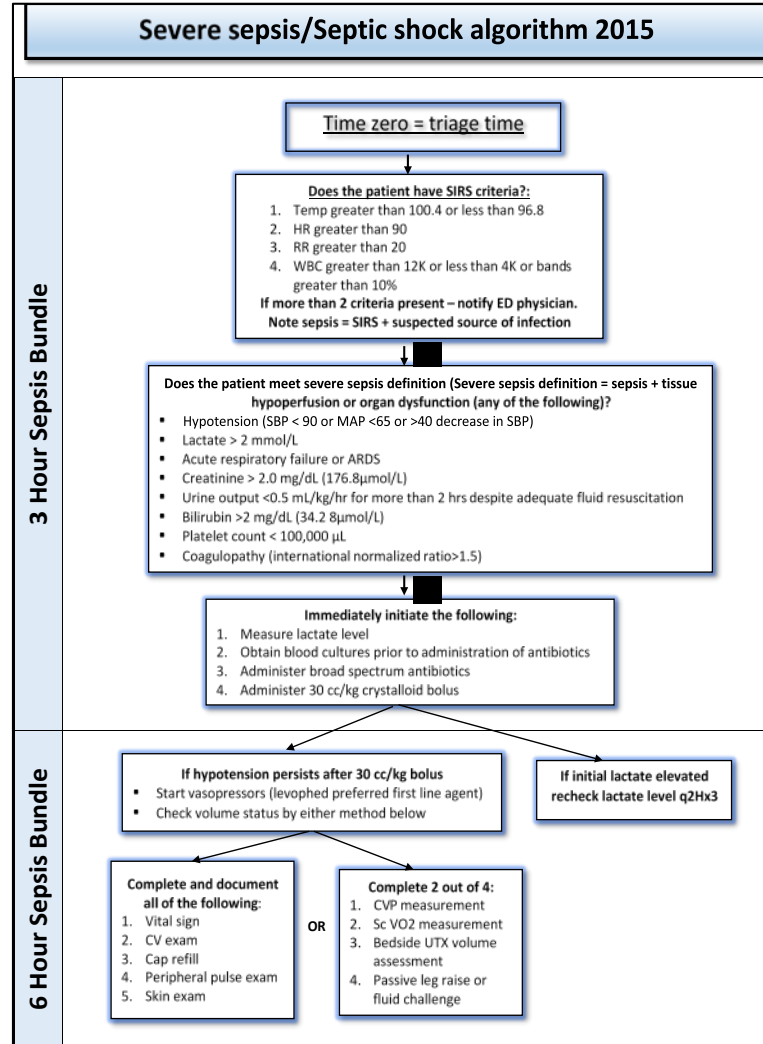 Severe sepsis/Septic shock algorithm 2015
3 Hour Sepsis Bundle
Time zero = triage time
Does the patient have SIRS criteria?:
1. Temp greater than 100.4 or less than 96.8
2. HR greater than 90
3. RR greater than 20
4. WBC greater than 12K or less than 4K or bands
greater than 10%
If more than 2 criteria present – notify ED physician.
Note sepsis = SIRS + suspected source of infection
Does the patient meet severe sepsis definition (Severe sepsis definition = sepsis + tissue
hypoperfusion or organ dysfunction (any of the following)?
▪ Hypotension (SBP < 90 or MAP <65 or >40 decrease in SBP)
▪ Lactate > 2 mmol/L
▪ Acute respiratory failure or ARDS
▪ Creatinine > 2.0 mg/dL (176.8µmol/L)
▪ Urine output <0.5 mL/kg/hr for more than 2 hrs despite adequate fluid resuscitation
▪ Bilirubin >2 mg/dL (34.2 8µmol/L)
▪ Platelet count < 100,000 µL
▪ Coagulopathy (international normalized ratio>1.5)
Immediately initiate the following:
1. Measure lactate level
2. Obtain blood cultures prior to administration of antibiotics
3. Administer broad spectrum antibiotics
4. Administer 30 cc/kg crystalloid bolus
6 Hour Sepsis Bundle
If hypotension persists after 30 cc/kg bolus
▪ Start vasopressors (levophed preferred first line agent)
▪ Check volume status by either method below
If initial lactate elevated
recheck lactate level q2Hx3
Complete and document
all of the following:
1. Vital sign
2. CV exam
3. Cap refill
4. Peripheral pulse exam
5. Skin exam
OR
Complete 2 out of 4:
1. CVP measurement
2. Sc VO2 measurement
3. Bedside UTX volume
assessment
4. Passive leg raise or
fluid challenge